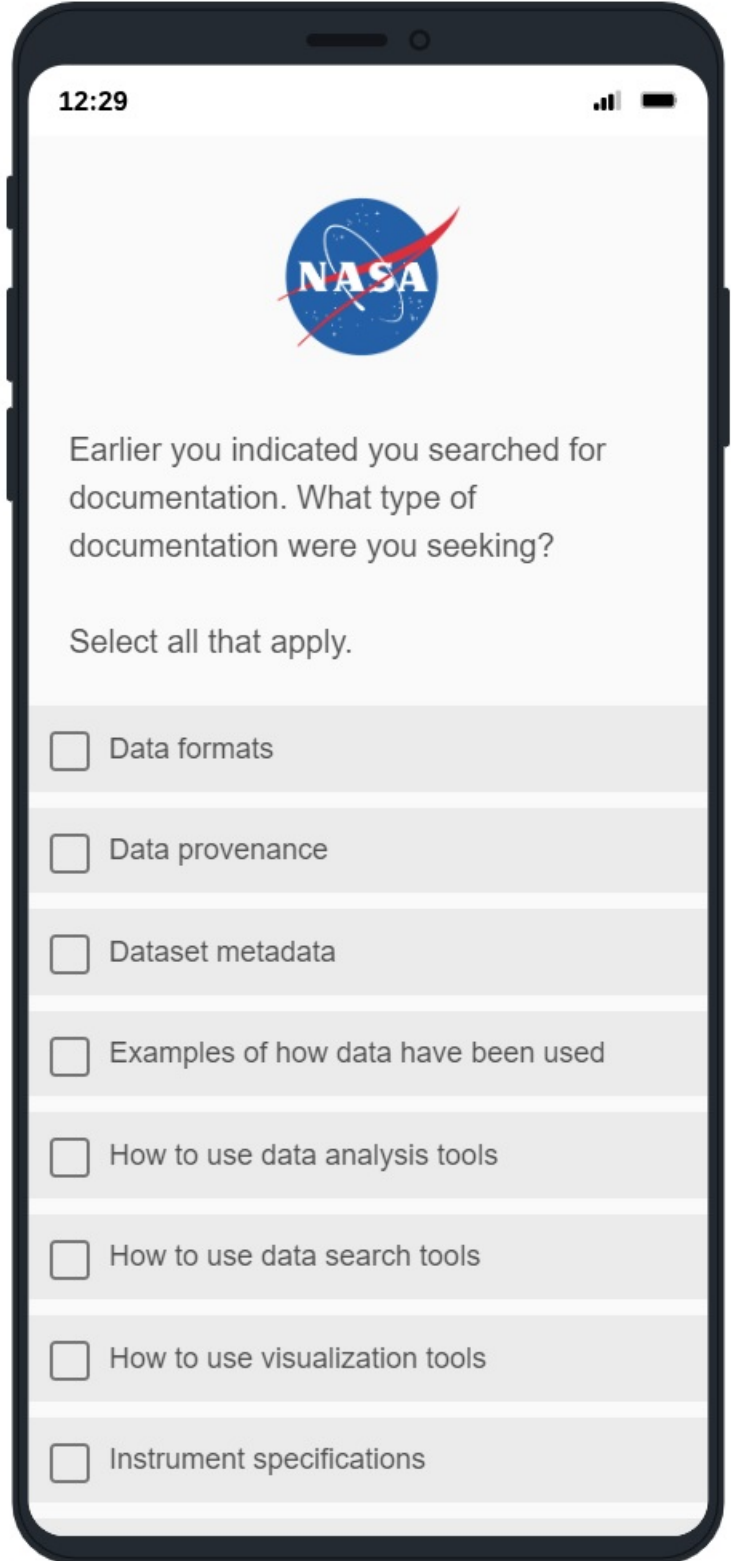 12:29
NASA
Earlier you indicated you searched for
documentation. What type of
documentation were you seeking?
Select all that apply.
Data formats
Data provenance
Dataset metadata
Examples of how data have been used
How to use data analysis tools
How to use data search tools
How to use visualization tools
Instrument specifications